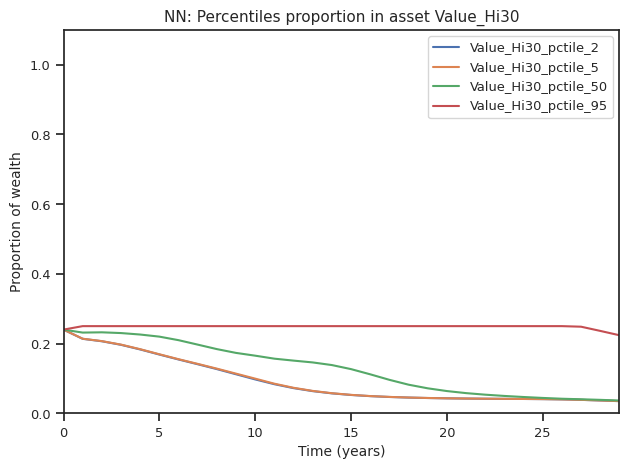 NN: Percentiles proportion in asset Value_Hi30
Value_Hi30_pctile_2
Value_Hi30_pctile_5
Value_Hi30_pctile_50
Value_Hi30_pctile_95
Proportion of wealth
1.0
0.8
0.6
0.4
0.2
0.0
0 5 10 15 20 25
Time (years)